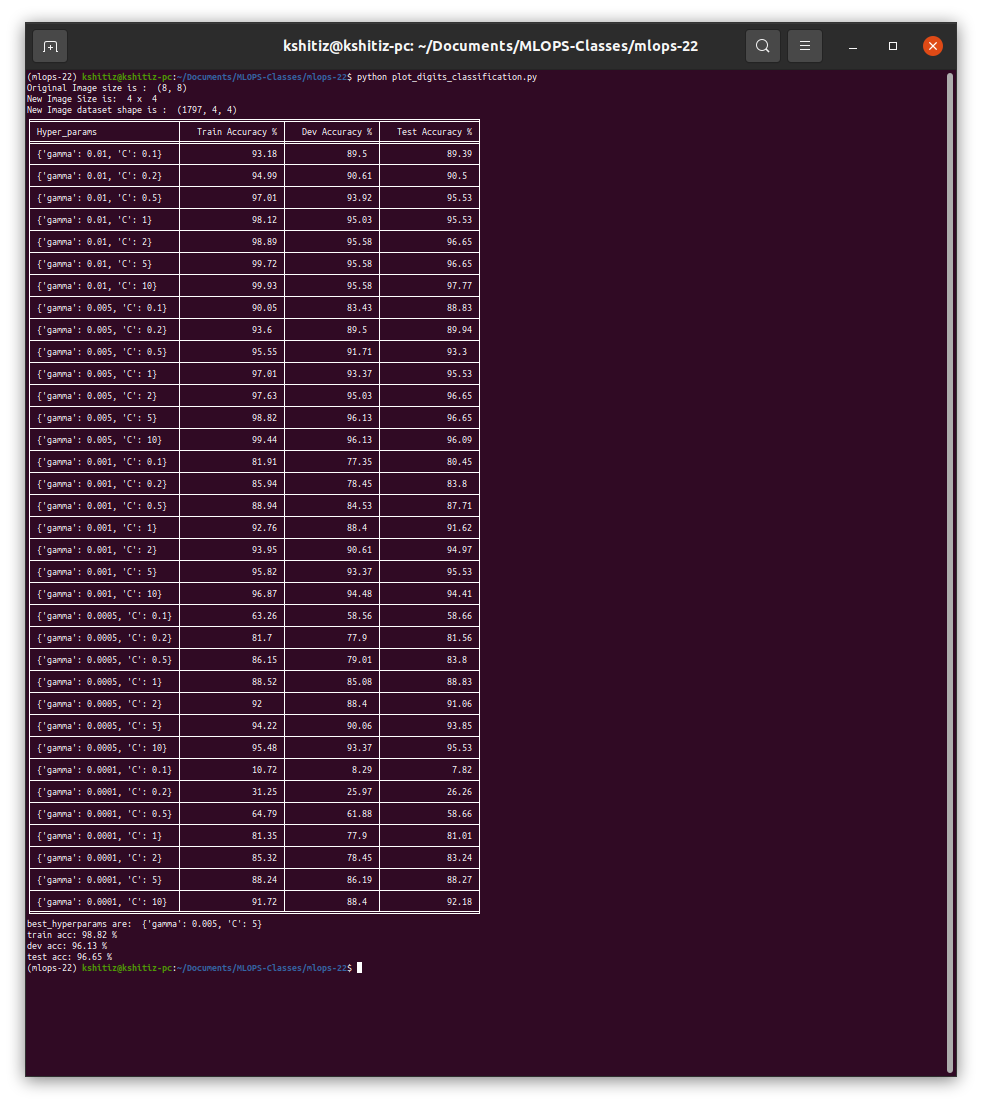 kshitiz@kshitiz-pc: ~/Documents/MLOPS-Classes/mlops-22
(mlops-22) kshitiz@kshitiz-pc:~/Documents/MLOPS-Classes/mlops-22$ python plot_digits_classification.py
Original Image size is :  (8, 8)
New Image Size is:  4 x  4
New Image dataset shape is :  (1797, 4, 4)
Hyper_params Train Accuracy % Dev Accuracy % Test Accuracy %
{'gamma': 0.01, 'C': 0.1} 93.18 89.5 89.39
{'gamma': 0.01, 'C': 0.2} 94.99 90.61 90.5
{'gamma': 0.01, 'C': 0.5} 97.01 93.92 95.53
{'gamma': 0.01, 'C': 1} 98.12 95.03 95.53
{'gamma': 0.01, 'C': 2} 98.89 95.58 96.65
{'gamma': 0.01, 'C': 5} 99.72 95.58 96.65
{'gamma': 0.01, 'C': 10} 99.93 95.58 97.77
{'gamma': 0.005, 'C': 0.1} 90.05 83.43 88.83
{'gamma': 0.005, 'C': 0.2} 93.6 89.5 89.94
{'gamma': 0.005, 'C': 0.5} 95.55 91.71 93.3
{'gamma': 0.005, 'C': 1} 97.01 93.37 95.53
{'gamma': 0.005, 'C': 2} 97.63 95.03 96.65
{'gamma': 0.005, 'C': 5} 98.82 96.13 96.65
{'gamma': 0.005, 'C': 10} 99.44 96.13 96.09
{'gamma': 0.001, 'C': 0.1} 81.91 77.35 80.45
{'gamma': 0.001, 'C': 0.2} 85.94 78.45 83.8
{'gamma': 0.001, 'C': 0.5} 88.94 84.53 87.71
{'gamma': 0.001, 'C': 1} 92.76 88.4 91.62
{'gamma': 0.001, 'C': 2} 93.95 90.61 94.97
{'gamma': 0.001, 'C': 5} 95.82 93.37 95.53
{'gamma': 0.001, 'C': 10} 96.87 94.48 94.41
{'gamma': 0.0005, 'C': 0.1} 63.26 58.56 58.66
{'gamma': 0.0005, 'C': 0.2} 81.7 77.9 81.56
{'gamma': 0.0005, 'C': 0.5} 86.15 79.01 83.8
{'gamma': 0.0005, 'C': 1} 88.52 85.08 88.83
{'gamma': 0.0005, 'C': 2} 92 88.4 91.06
{'gamma': 0.0005, 'C': 5} 94.22 90.06 93.85
{'gamma': 0.0005, 'C': 10} 95.48 93.37 95.53
{'gamma': 0.0001, 'C': 0.1} 10.72 8.29 7.82
{'gamma': 0.0001, 'C': 0.2} 31.25 25.97 26.26
{'gamma': 0.0001, 'C': 0.5} 64.79 61.88 58.66
{'gamma': 0.0001, 'C': 1} 81.35 77.9 81.01
{'gamma': 0.0001, 'C': 2} 85.32 78.45 83.24
{'gamma': 0.0001, 'C': 5} 88.24 86.19 88.27
{'gamma': 0.0001, 'C': 10} 91.72 88.4 92.18
best_hyperparams are:  {'gamma': 0.005, 'C': 5}
train acc: 98.82 %
dev acc: 96.13 %
test acc: 96.65 %
(mlops-22) kshitiz@kshitiz-pc:~/Documents/MLOPS-Classes/mlops-22$